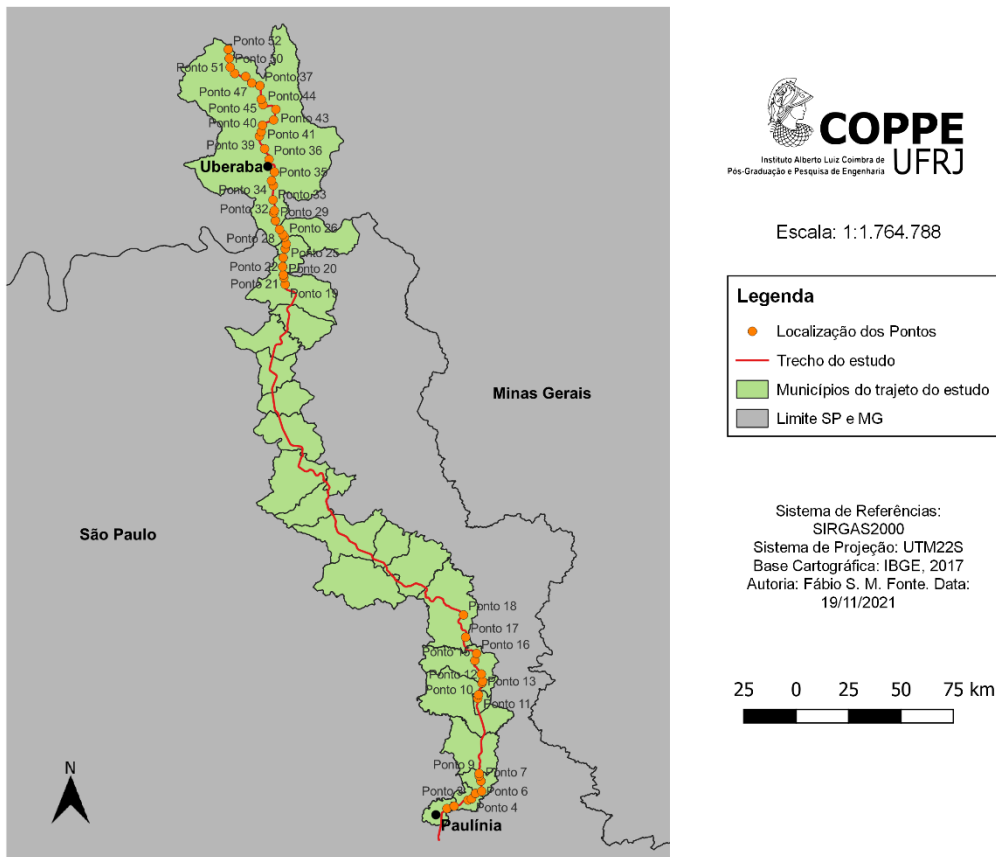 Ponto 52
Ponto 50
Ponto 51
Ponto 37
Ponto 47
Ponto 44
Ponto 45
Ponto 43
Ponto 40
Ponto 41
Ponto 39
Ponto 36
Uberaba
Ponto 35
Ponto 34
Ponto 33
Ponto 32
Ponto 29
Ponto 26
Ponto 28
Ponto 25
Ponto 22
Ponto 20
Ponto 21
Ponto 19
Minas Gerais
São Paulo
Ponto 18
Ponto 17
Ponto 16
Ponto 12
Ponto 13
Ponto 10
Ponto 11
Ponto 9
Ponto 7
Ponto
Ponto 6
Ponto 4
Paulínia
N
COPPE
UFRJ
Instituto Alberto Luiz Coimbra de
Pós-Graduação e Pesquisa de Engenharia
Escala: 1:1.764.788
Legenda
Localização dos Pontos
Trecho do estudo
Municípios do trajeto do estudo
Limite SP e MG
Sistema de Referências:
SIRGAS2000
Sistema de Projeção: UTM22S
Base Cartográfica: IBGE, 2017
Autoria: Fábio S. M. Fonte. Data:
19/11/2021
25 0 25 50 75 km